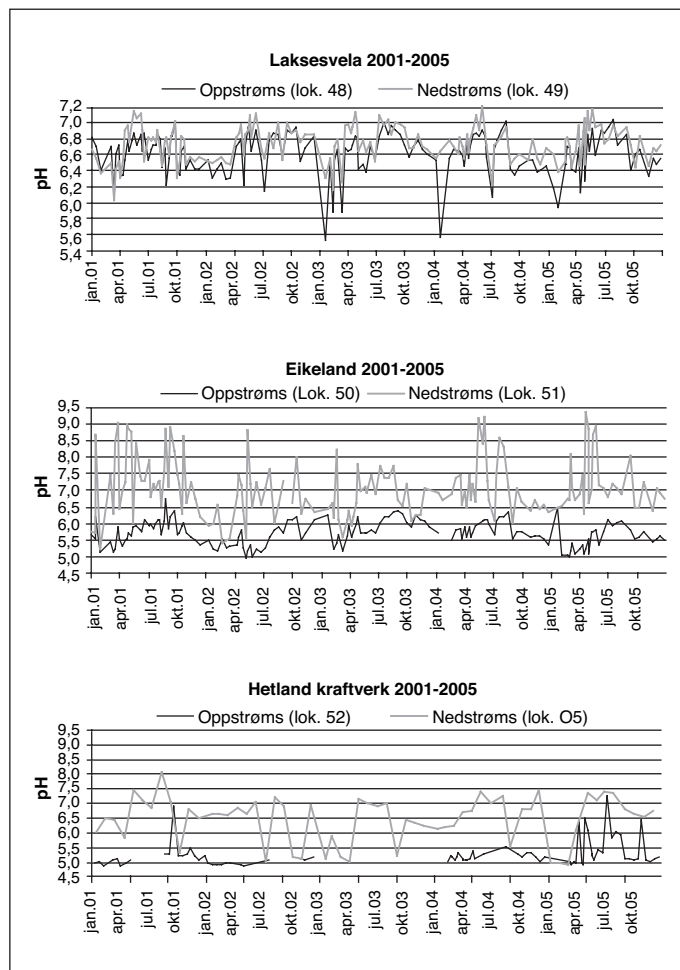 Laksesvela 2001-2005
Oppstrøms (lok. 48) Nedstrøms (lok. 49)
pH
7,2
7,0
6,8
6,6
6,4
6,2
6,0
5,8
5,6
5,4
jan.01 apr.01 jul.01 okt.01 jan.02 apr.02 jul.02 okt.02 jan.03 apr.03 jul.03 okt.03 jan.04 apr.04 jul.04 okt.04 jan.05 apr.05 jul.05 okt.05
Eikeland 2001-2005
Oppstrøms (Lok. 50) Nedstrøms (Lok. 51)
pH
9,5
9,0
8,5
8,0
7,5
7,0
6,5
6,0
5,5
5,0
4,5
jan.01 apr.01 jul.01 okt.01 jan.02 apr.02 jul.02 okt.02 jan.03 apr.03 jul.03 okt.03 jan.04 apr.04 jul.04 okt.04 jan.05 apr.05 jul.05 okt.05
Hetland kraftverk 2001-2005
Oppstrøms (lok. 52) Nedstrøms (lok. O5)
pH
9,5
9,0
8,5
8,0
7,5
7,0
6,5
6,0
5,5
5,0
4,5
jan.01 apr.01 jul.01 okt.01 jan.02 apr.02 jul.02 okt.02 jan.03 apr.03 jul.03 okt.03 jan.04 apr.04 jul.04 okt.04 jan.05 apr.05 jul.05 okt.05